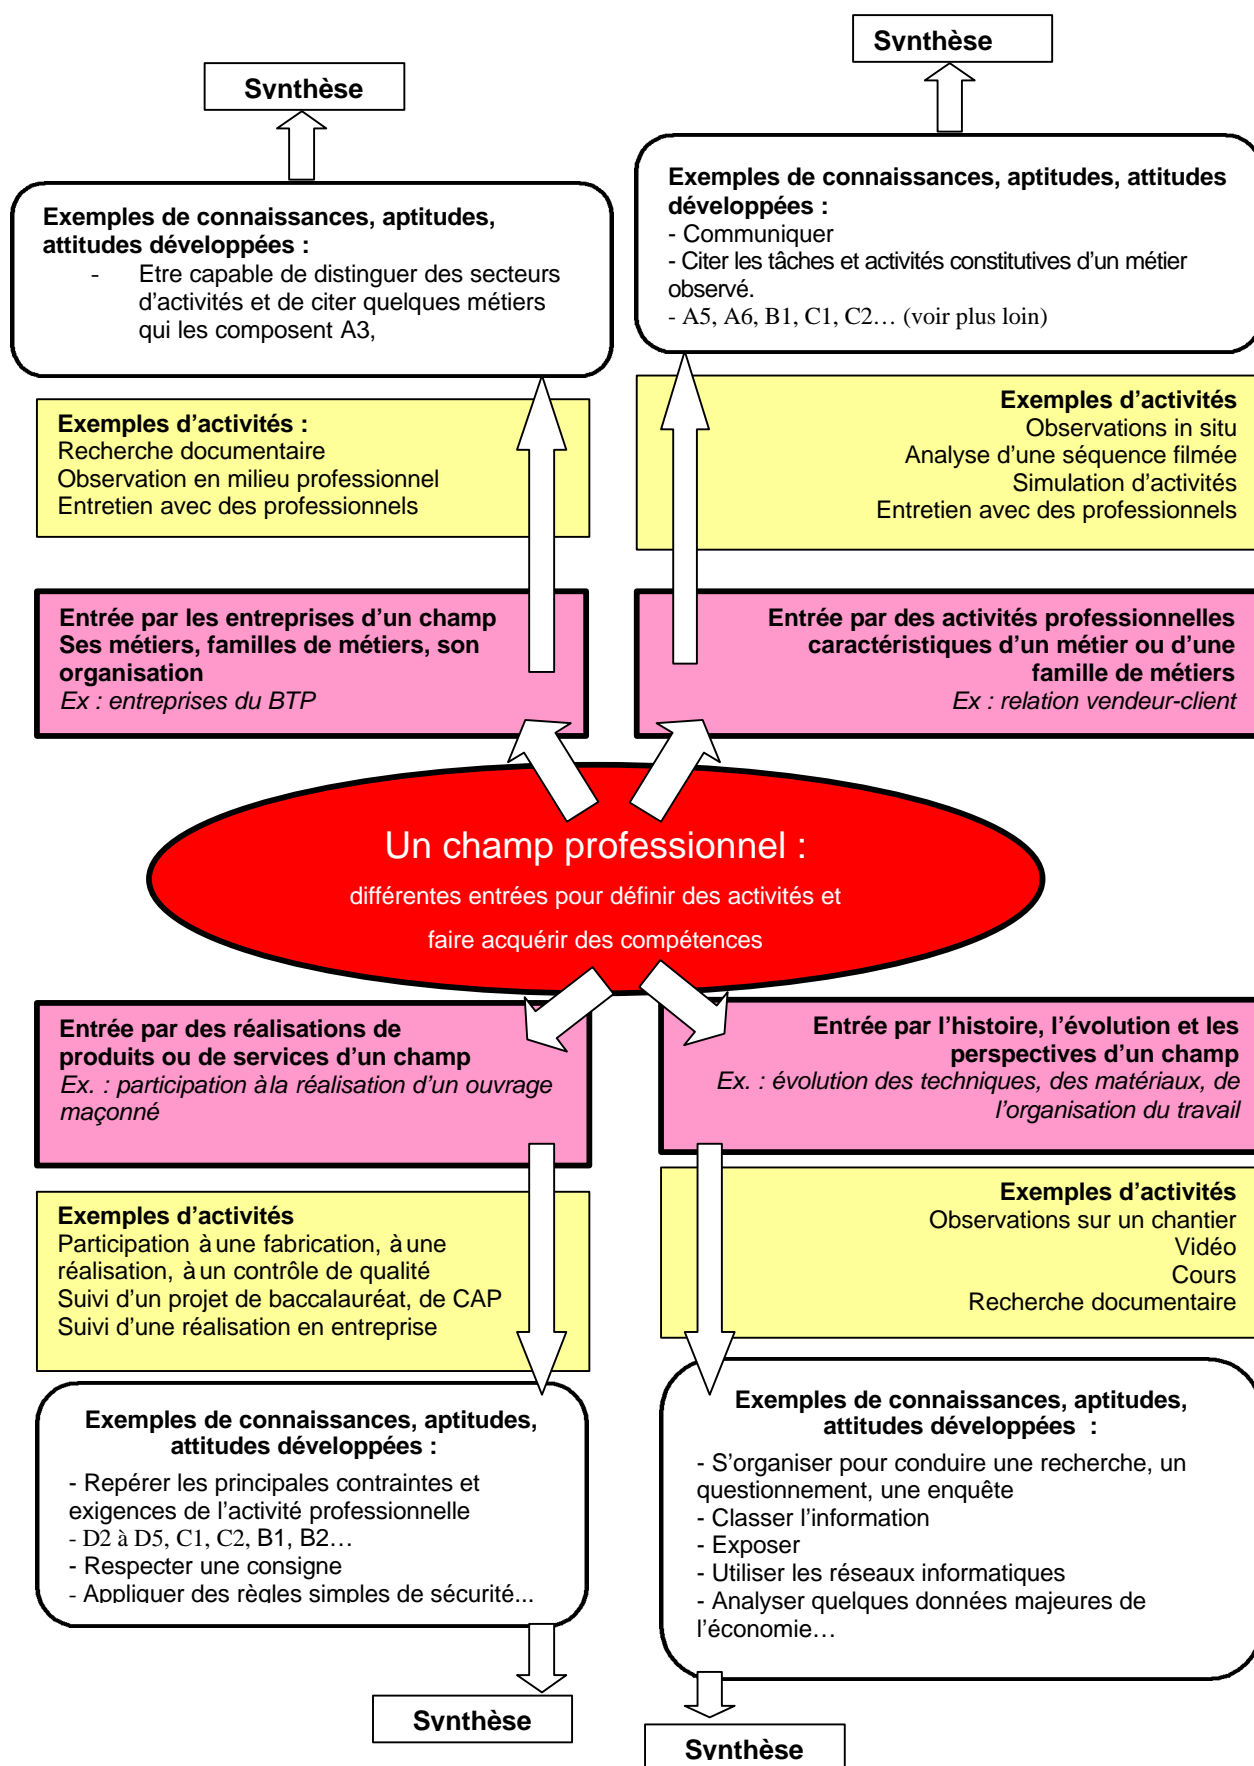 Synthèse
Exemples de connaissances, aptitudes,
attitudes développées :
- Etre capable de distinguer des secteurs
d’activités et de citer quelques métiers
qui les composent A3,
Exemples d’activités :
Recherche documentaire
Observation en milieu professionnel
Entretien avec des professionnels
Entrée par les entreprises d’un champ
Ses métiers, familles de métiers, son
organisation
Ex : entreprises du BTP
Synthèse
Exemples de connaissances, aptitudes, attitudes
développées :
- Communiquer
- Citer les tâches et activités constitutives d’un métier
observé.
- A5, A6, B1, C1, C2… (voir plus loin)
Exemples d’activités
Observations in situ
Analyse d’une séquence filmée
Simulation d’activités
Entretien avec des professionnels
Entrée par des activités professionnelles
caractéristiques d’un métier ou d’une
famille de métiers
Ex : relation vendeur-client
Un champ professionnel :
différentes entrées pour définir des activités et
faire acquérir des compétences
Entrée par des réalisations de
produits ou de services d’un champ
Ex. : participation à la réalisation d’un ouvrage
maçonné
Exemples d’activités
Participation à une fabrication, à une
réalisation, à un contrôle de qualité
Suivi d’un projet de baccalauréat, de CAP
Suivi d’une réalisation en entreprise
Exemples de connaissances, aptitudes,
attitudes développées :
- Repérer les principales contraintes et
exigences de l’activité professionnelle
- D2 à D5, C1, C2, B1, B2…
- Respecter une consigne
- Appliquer des règles simples de sécurité...
Synthèse
Entrée par l’histoire, l’évolution et les
perspectives d’un champ
Ex. : évolution des techniques, des matériaux, de
l’organisation du travail
Exemples d’activités
Observations sur un chantier
Vidéo
Cours
Recherche documentaire
Exemples de connaissances, aptitudes,
attitudes développées :
- S’organiser pour conduire une recherche, un
questionnement, une enquête
- Classer l’information
- Exposer
- Utiliser les réseaux informatiques
- Analyser quelques données majeures de
l’économie…
Synthèse